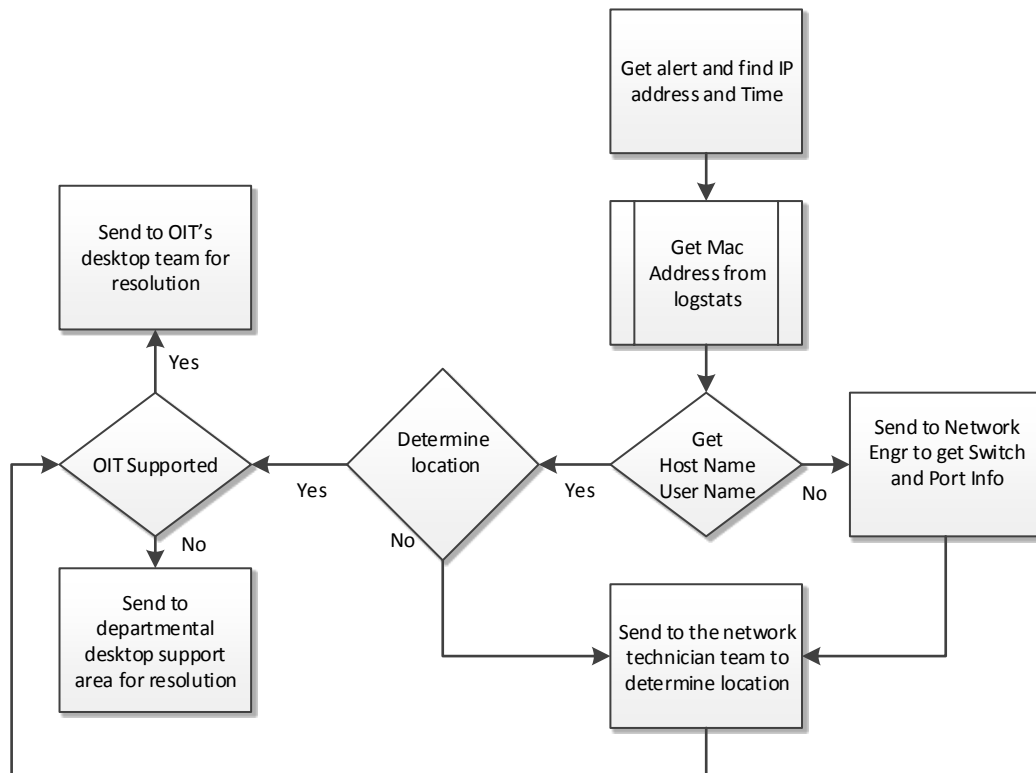 Get alert and find IP
address and Time
Get Mac
Address from
logstats
Get
Host Name
User Name
No
Send to Network
Engr to get Switch
and Port Info
Yes
Determine
location
No
Send to the network
technician team to
determine location
Yes
OIT Supported
Yes
Send to OIT’s
desktop team for
resolution
No
Send to
departmental
desktop support
area for resolution